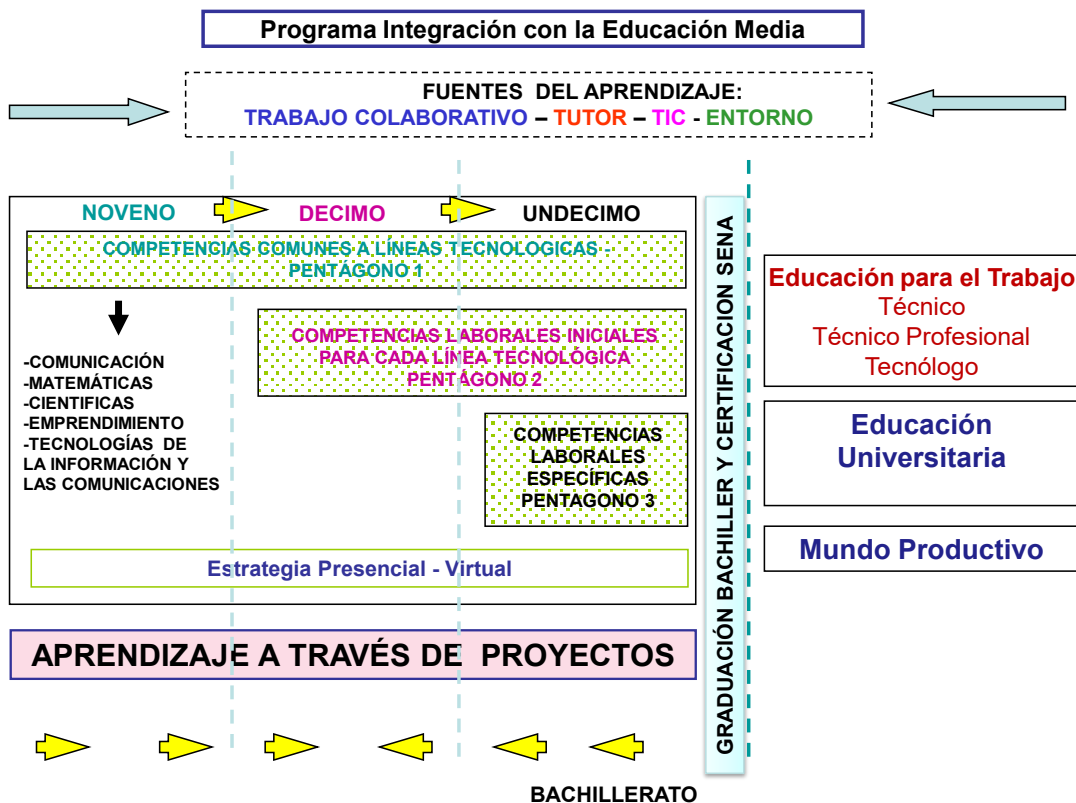 Programa Integración con la Educación Media
FUENTES DEL APRENDIZAJE:
TRABAJO COLABORATIVO – TUTOR – TIC - ENTORNO
NOVENO
DECIMO
UNDECIMO
COMPETENCIAS COMUNES A LÍNEAS TECNOLOGICAS -
PENTÁGONO 1
COMPETENCIAS LABORALES INICIALES
PARA CADA LÍNEA TECNOLÓGICA
PENTÁGONO 2
-COMUNICACIÓN
-MATEMÁTICAS
-CIENTIFICAS
-EMPRENDIMIENTO
-TECNOLOGÍAS DE
LA INFORMACIÓN Y
LAS COMUNICACIONES
COMPETENCIAS
LABORALES
ESPECÍFICAS
PENTAGONO 3
Estrategia Presencial - Virtual
APRENDIZAJE A TRAVÉS DE PROYECTOS
GRADUACIÓN BACHILLER Y CERTIFICACION SENA
Educación para el Trabajo
Técnico
Técnico Profesional
Tecnólogo
Educación
Universitaria
Mundo Productivo
BACHILLERATO